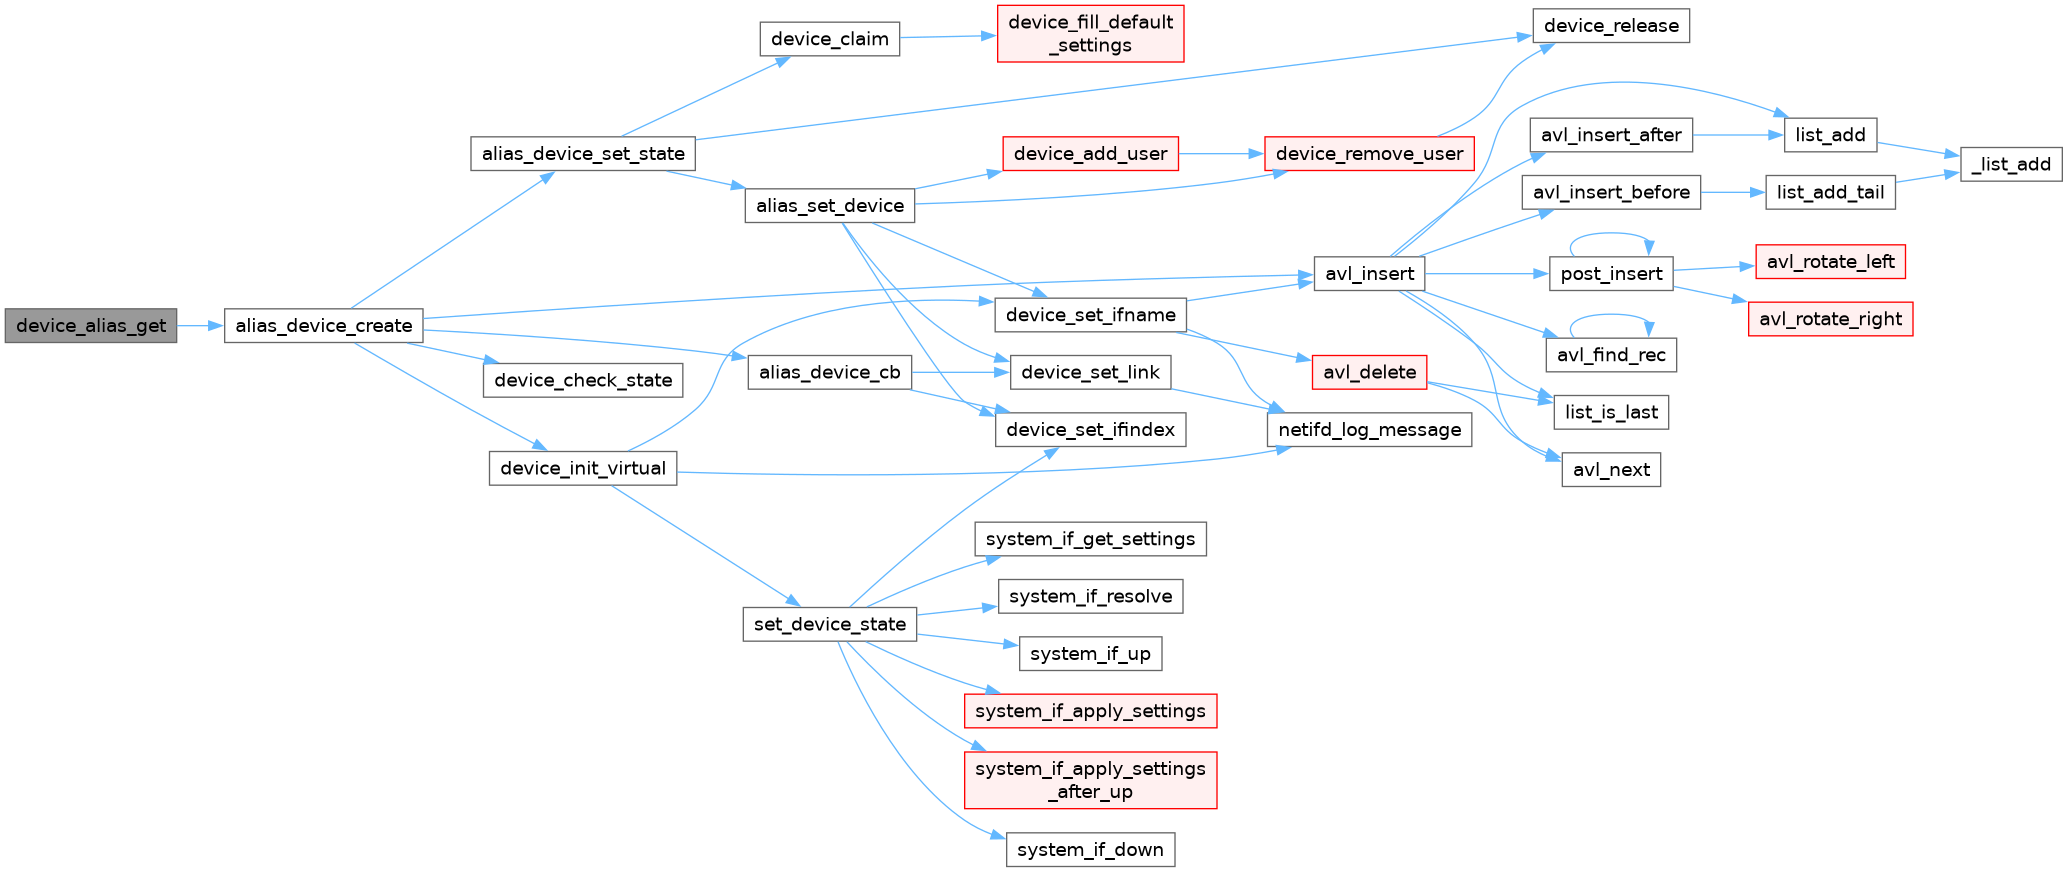 device_alias_get
alias_device_create
alias_device_set_state
device_check_state
device_init_virtual
device_claim
alias_set_device
alias_device_cb
set_device_state
device_fill_default
_settings
device_add_user
device_set_ifname
device_set_link
device_set_ifindex
system_if_get_settings
system_if_resolve
system_if_up
system_if_apply_settings
system_if_apply_settings
_after_up
system_if_down
device_remove_user
avl_insert
avl_delete
netifd_log_message
device_release
avl_insert_after
avl_insert_before
post_insert
avl_find_rec
list_is_last
avl_next
list_add
list_add_tail
avl_rotate_left
avl_rotate_right
_list_add